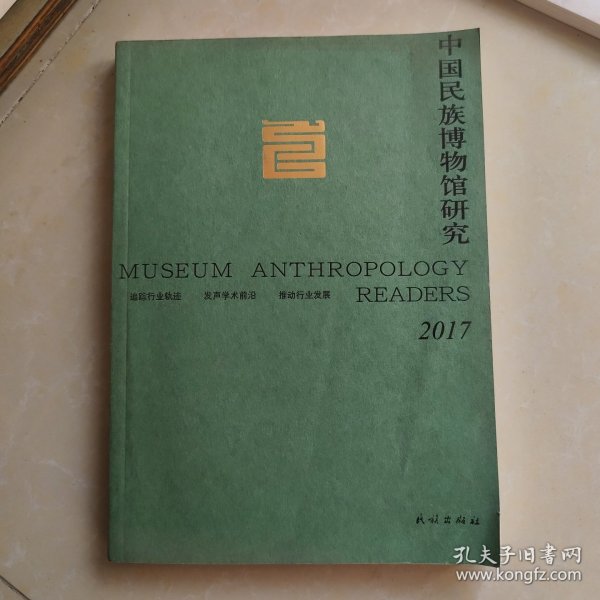 中国民族博物馆研究
MUSEUM ANTHROPOLOGY
追踪行业轨迹 发声学术前沿 推动行业发展 READERS
2017
民族出版社
孔夫子旧书网
www.kongfz.com